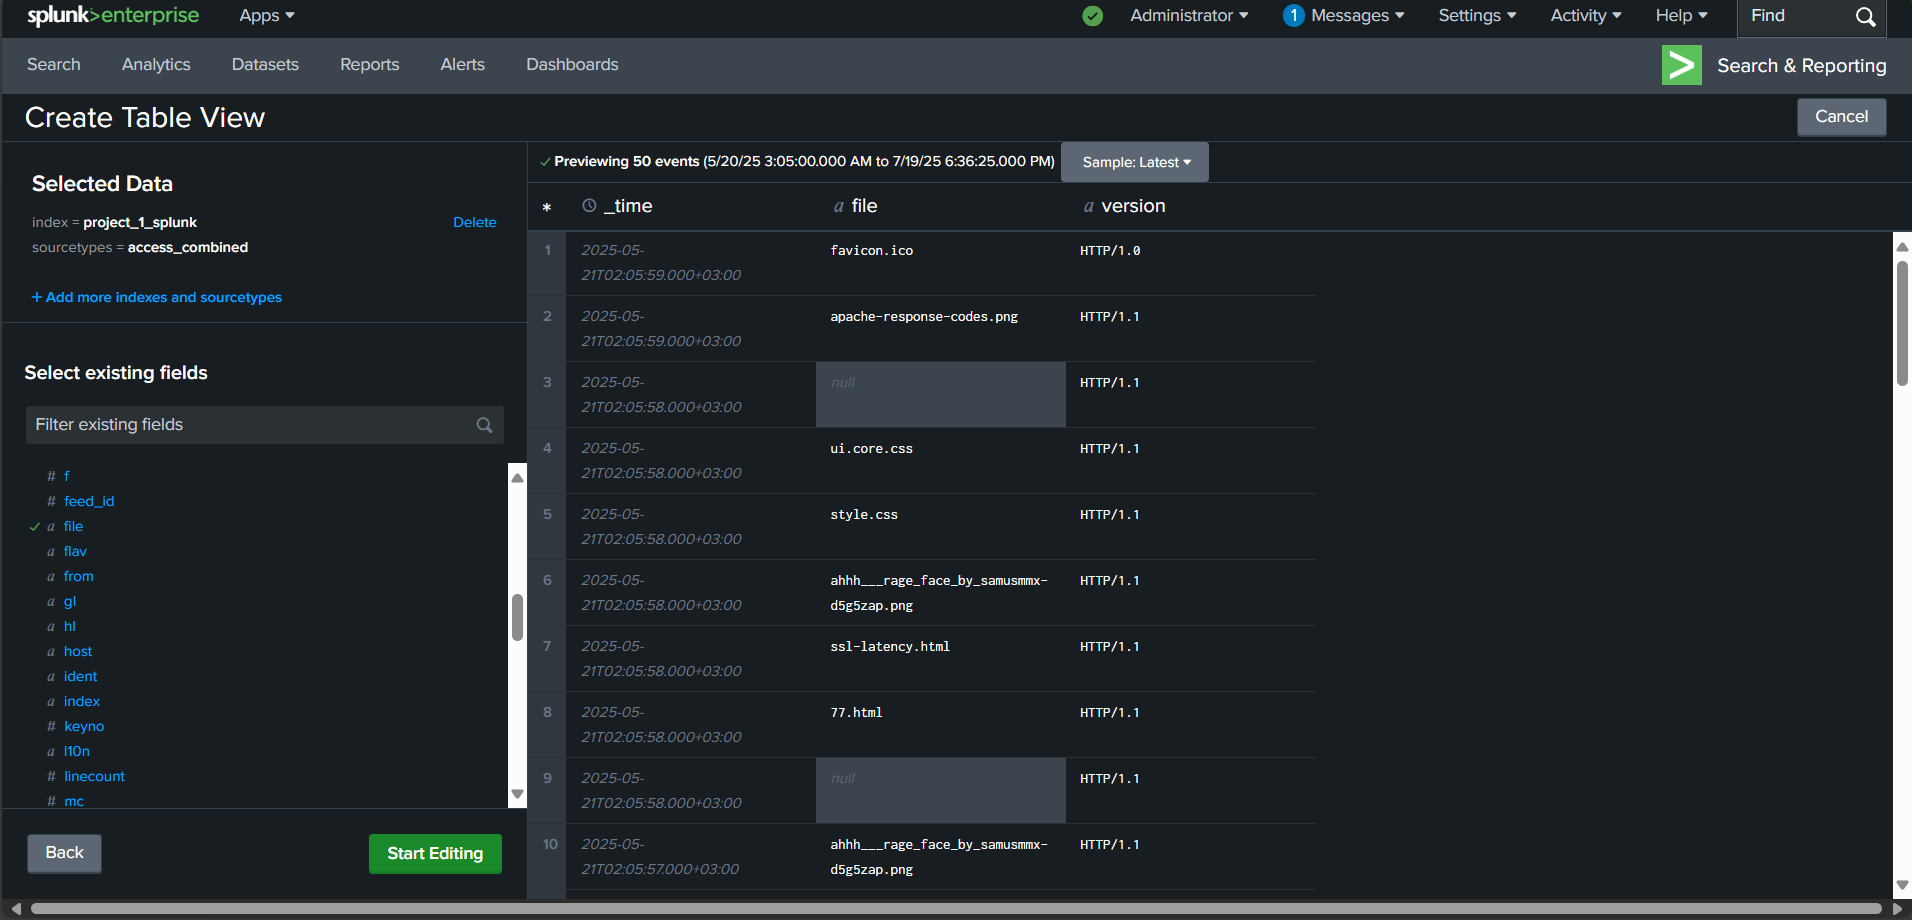 splunk>enterprise Apps Administrator 1 Messages Settings Activity Help Find
Search Analytics Datasets Reports Alerts Dashboards Search & Reporting
Create Table View Cancel
Selected Data
index = project_1_splunk Delete
sourcetypes = access_combined
+ Add more indexes and sourcetypes
Select existing fields
Filter existing fields
# f
# feed_id
a file
a flav
a from
a gl
a hl
a host
a ident
a index
# keyno
a l10n
# linecount
# mc
Back Start Editing
Previewing 50 events (5/20/25 3:05:00.000 AM to 7/19/25 6:36:25.000 PM) Sample: Latest
* _time a file a version
1 2025-05- favicon.ico HTTP/1.0
21T02:05:59.000+03:00
2 2025-05- apache-response-codes.png HTTP/1.1
21T02:05:59.000+03:00
3 2025-05- null HTTP/1.1
21T02:05:58.000+03:00
4 2025-05- ui.core.css HTTP/1.1
21T02:05:58.000+03:00
5 2025-05- style.css HTTP/1.1
21T02:05:58.000+03:00
6 2025-05- ahhh___rage_face_by_samusmmx- HTTP/1.1
21T02:05:58.000+03:00 d5g5zap.png
7 2025-05- ssl-latency.html HTTP/1.1
21T02:05:58.000+03:00
8 2025-05- 77.html HTTP/1.1
21T02:05:58.000+03:00
9 2025-05- null HTTP/1.1
21T02:05:58.000+03:00
10 2025-05- ahhh___rage_face_by_samusmmx- HTTP/1.1
21T02:05:57.000+03:00 d5g5zap.png